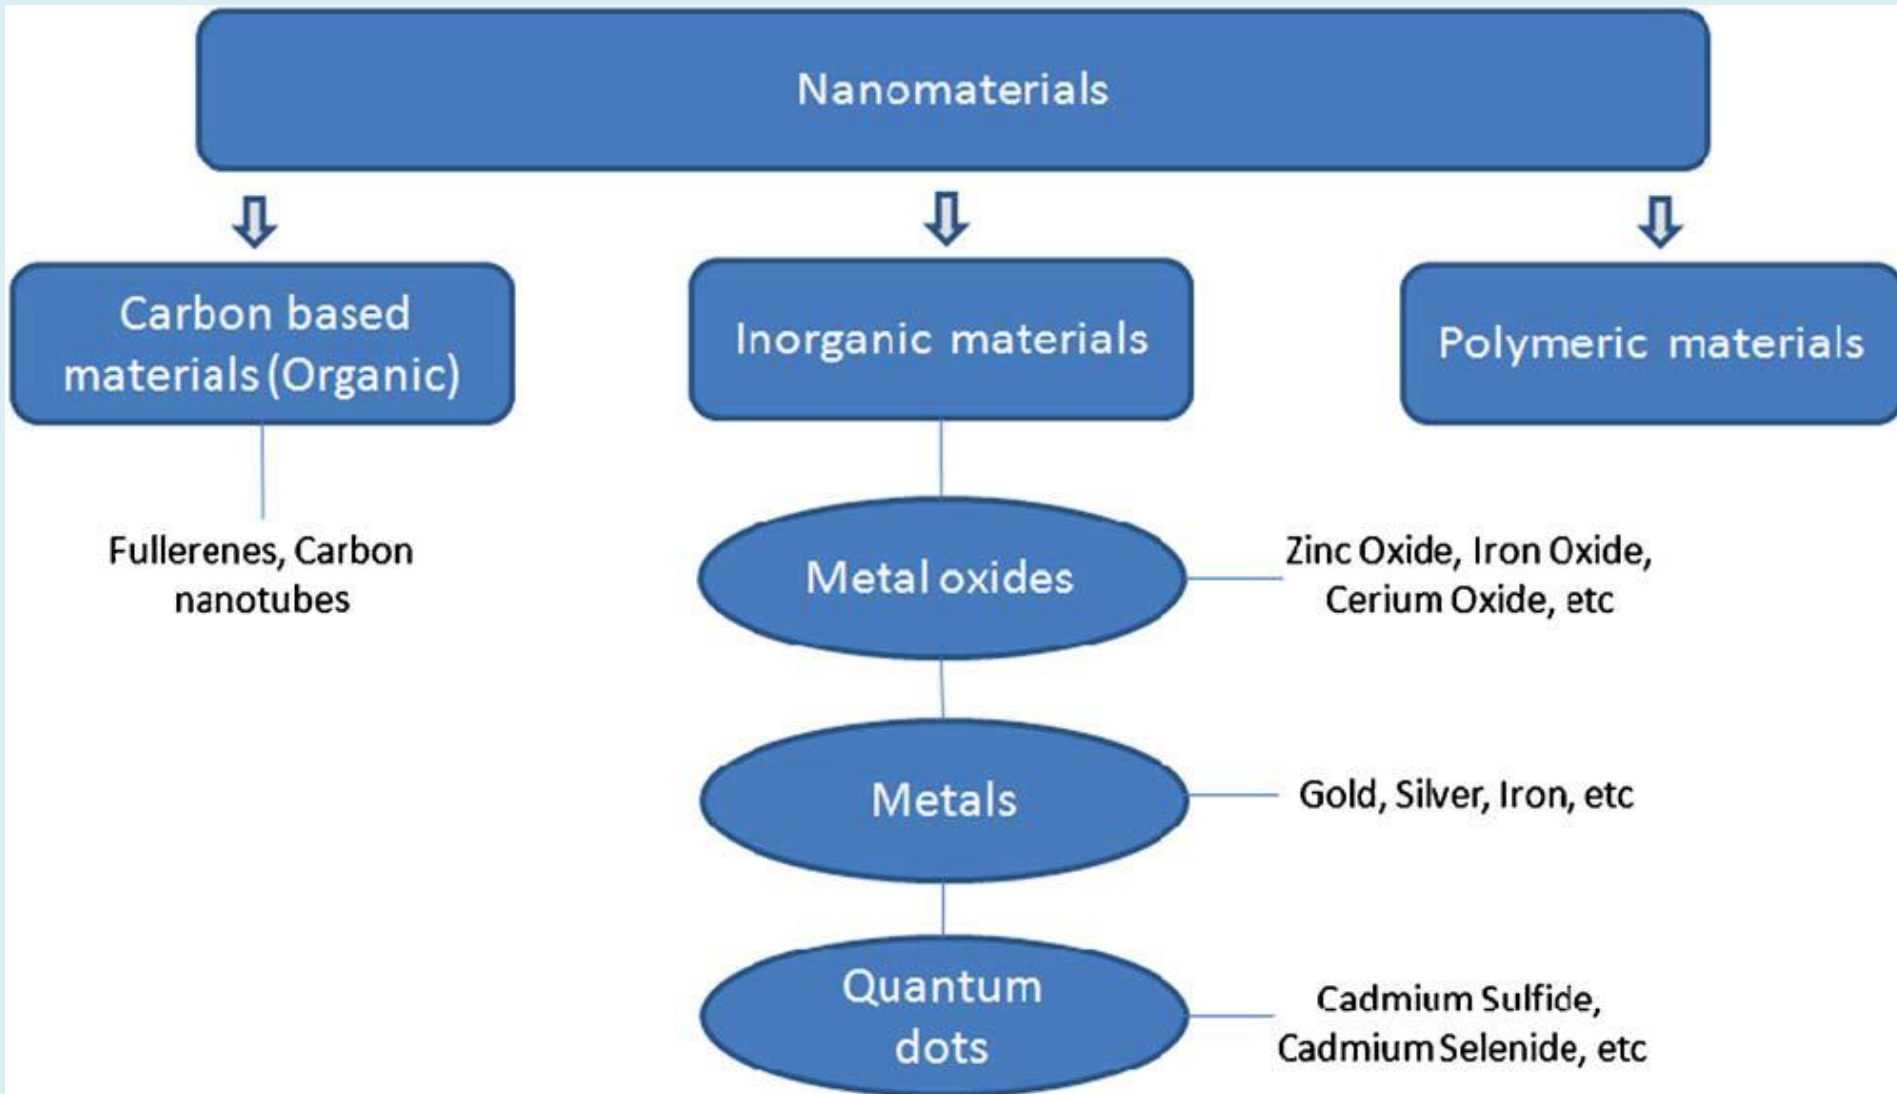 Nanomaterials
Carbon based
materials (Organic)
Inorganic materials
Polymeric materials
Fullerenes, Carbon
nanotubes
Metal oxides
Zinc Oxide, Iron Oxide,
Cerium Oxide, etc
Metals
Gold, Silver, Iron, etc
Quantum
dots
Cadmium Sulfide,
Cadmium Selenide, etc